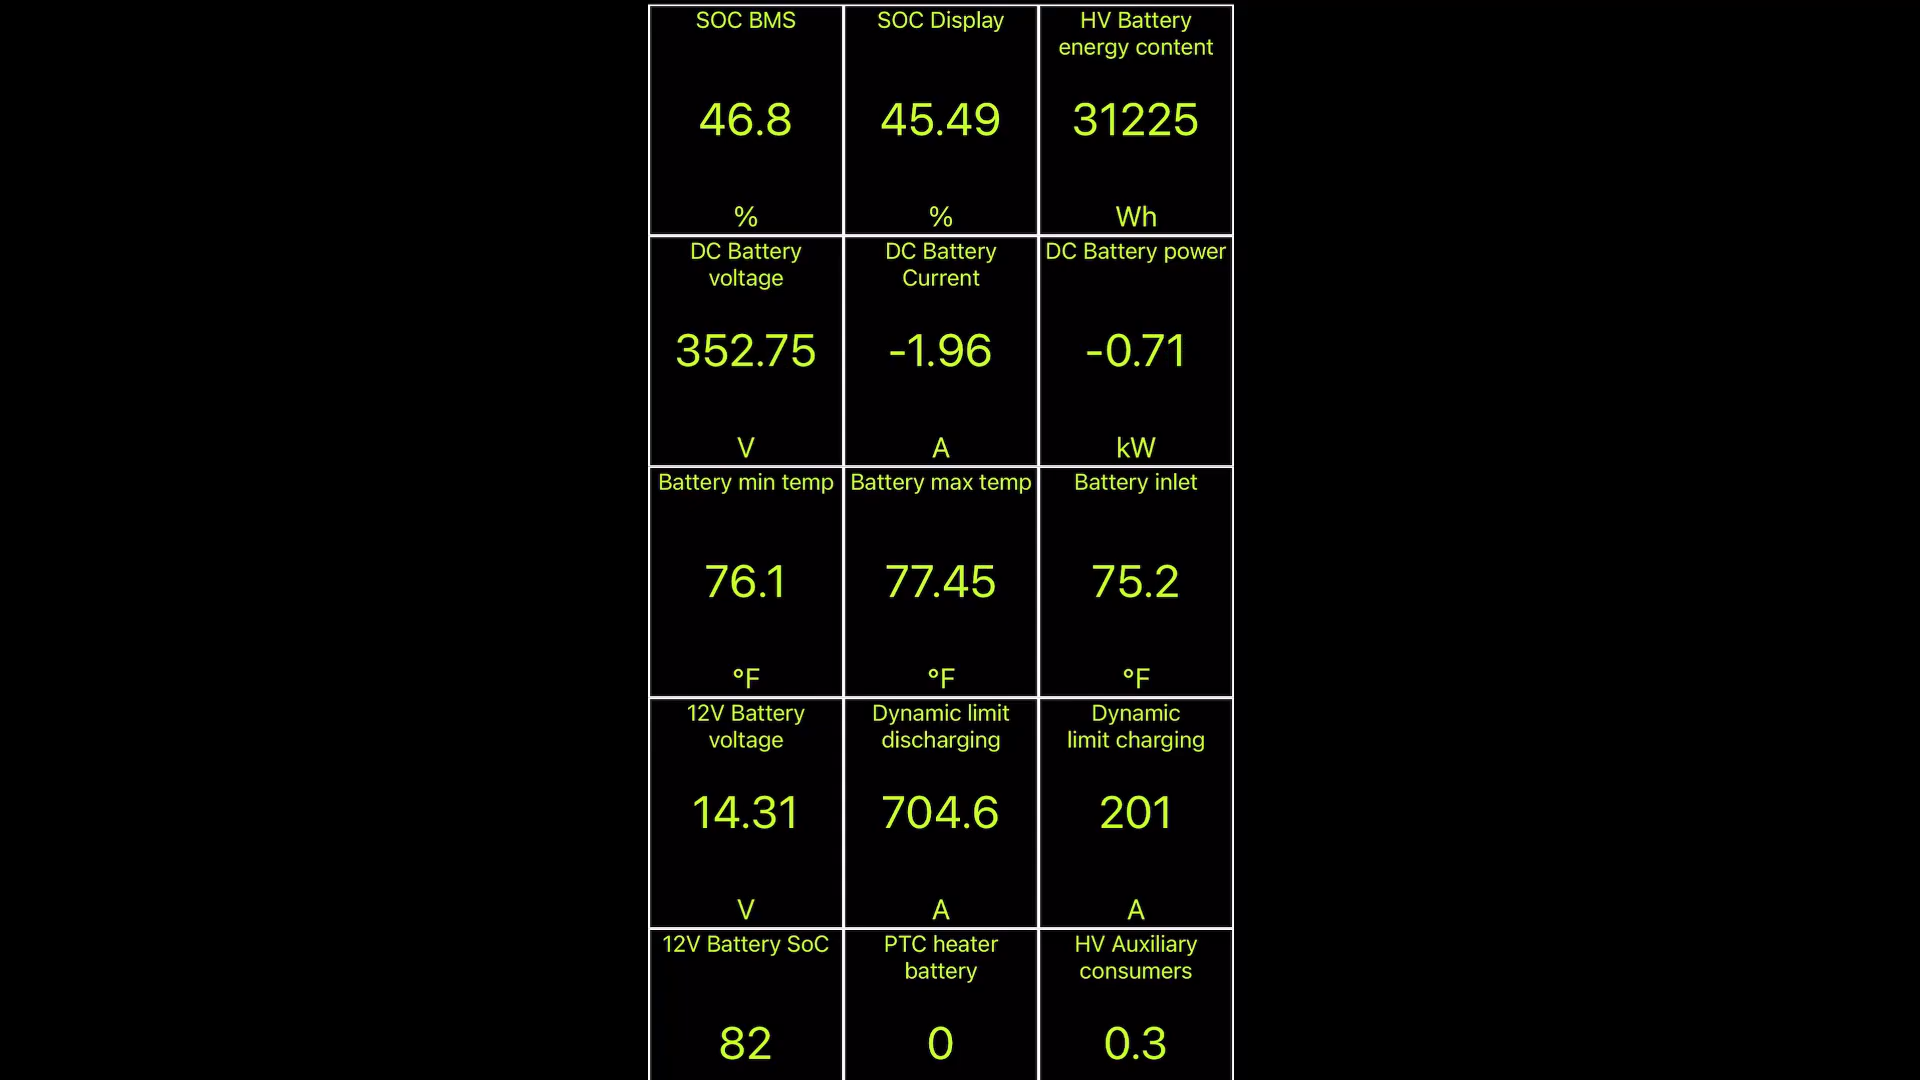 SOC BMS
46.8
%
SOC Display
45.49
%
HV Battery
energy content
31225
Wh
DC Battery
voltage
352.75
V
DC Battery
Current
-1.96
A
DC Battery power
-0.71
kW
Battery min temp
76.1
°F
Battery max temp
77.45
°F
Battery inlet
75.2
°F
12V Battery
voltage
14.31
V
Dynamic limit
discharging
704.6
A
Dynamic
limit charging
201
A
12V Battery SoC
82
PTC heater
battery
0
HV Auxiliary
consumers
0.3